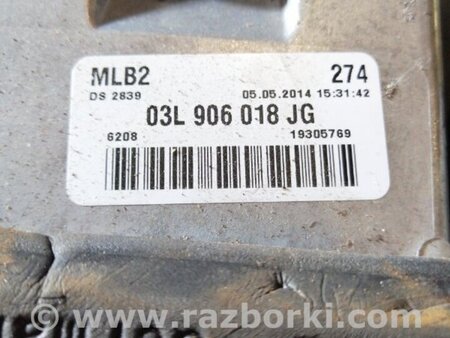 MLB2 274
DS 2839 05.05.2014 15:31:42
03L 906 018 JG
6208 19305769
www.razborki.com